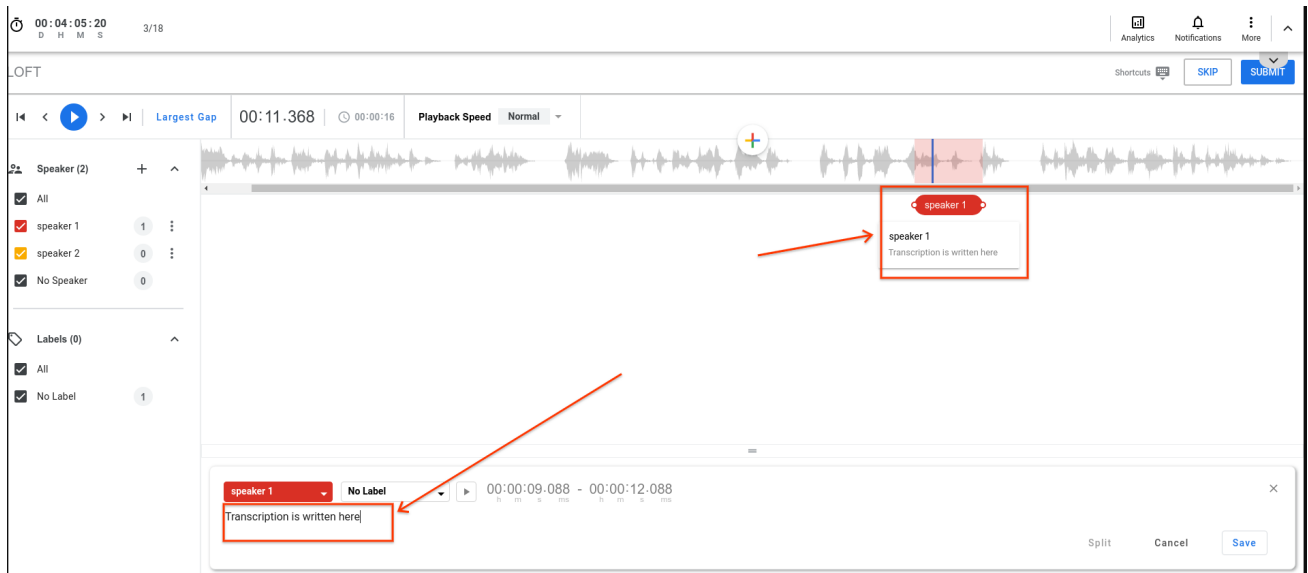 00:04:05:20
D H M S
3/18
Analytics
Notifications
More
LOFT
Shortcuts
SKIP
SUBMIT
Largest Gap
00:11.368
00:00:16
Playback Speed
Normal
Speaker (2)
All
speaker 1
1
speaker 2
0
No Speaker
0
Labels (0)
All
No Label
1
speaker 1
speaker 1
Transcription is written here
speaker 1
No Label
00:00:09.088 - 00:00:12.088
h m s ms h m s ms
Transcription is written here
Split
Cancel
Save